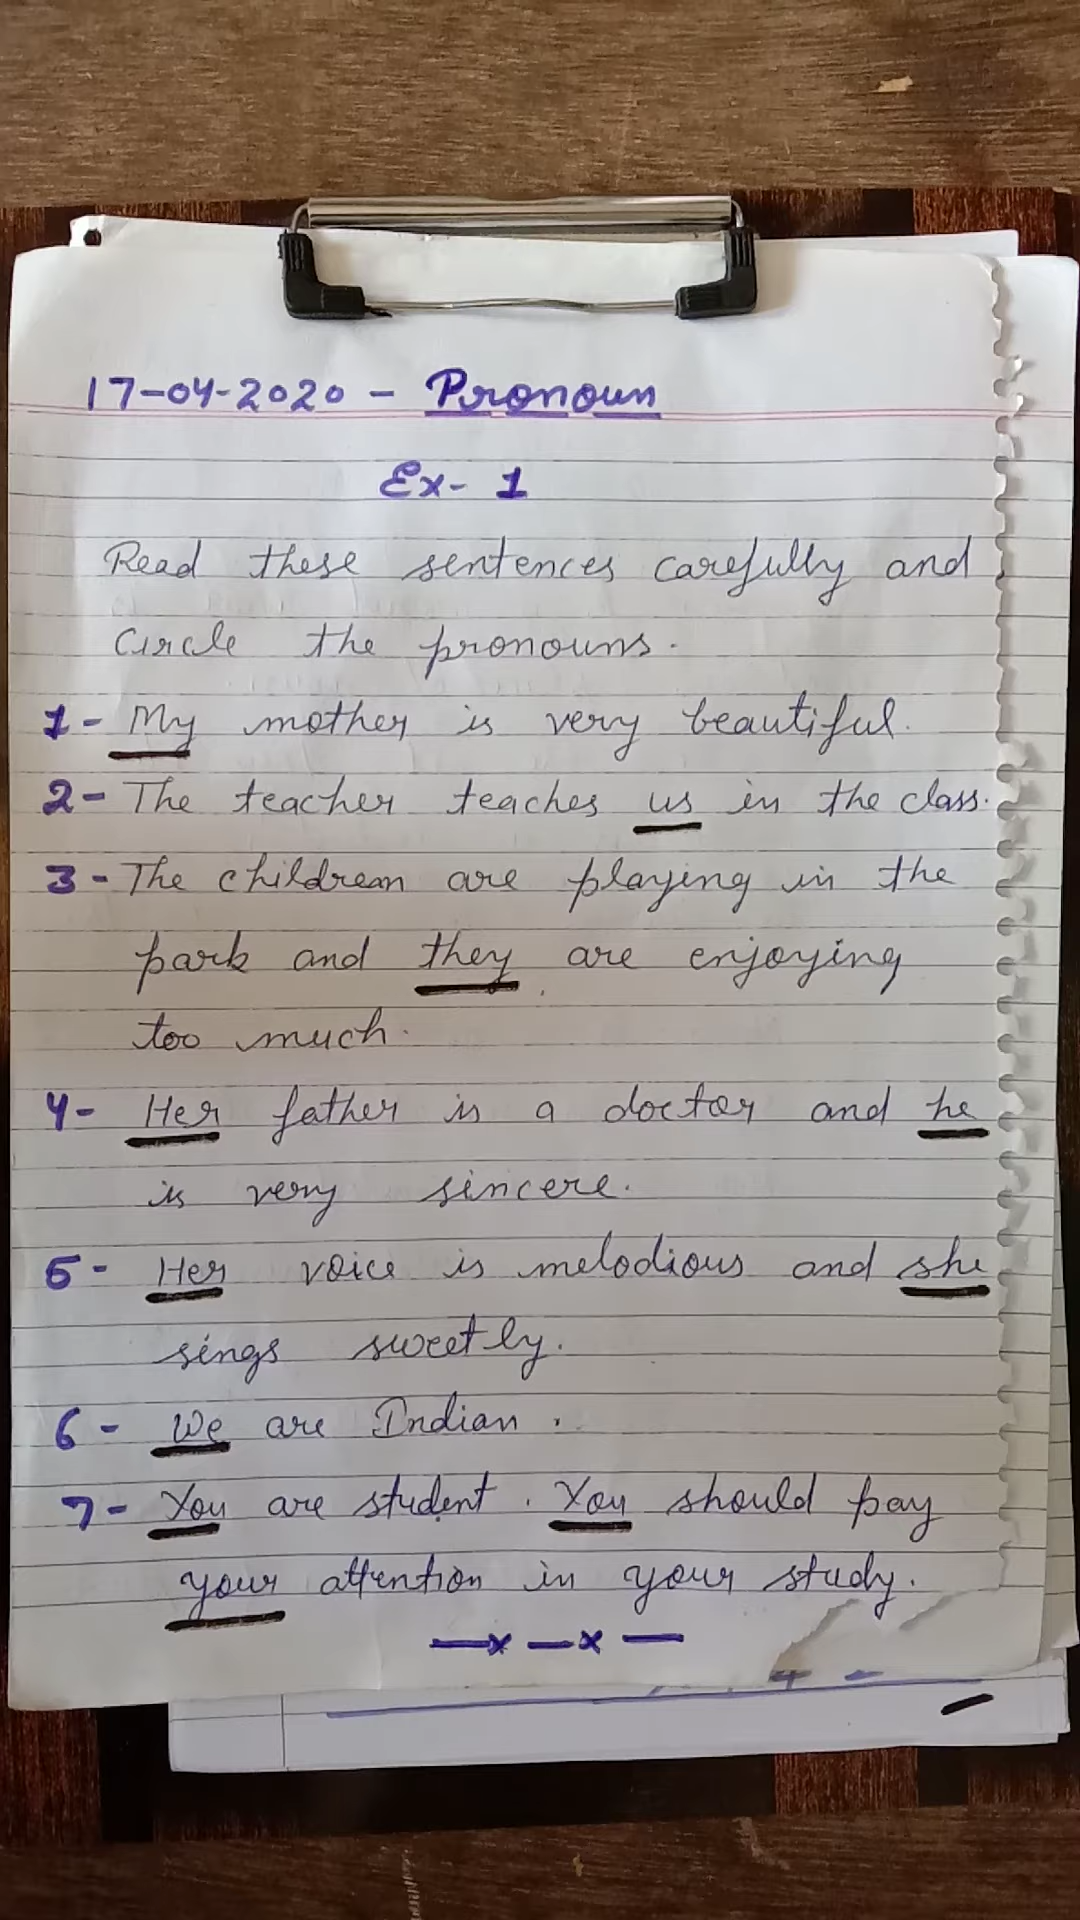 17-04-2020 - Pronoun
Ex- 1
Read these sentences carefully and
circle the pronouns.
1- My mother is very beautiful.
2- The teacher teaches us in the class.
3- The children are playing in the
park and they are enjoying
too much.
4- Her father is a doctor and he
is very sincere.
5- Her voice is melodious and she
sings sweetly.
6- We are Indian.
7- You are student. You should pay
your attention in your study.
—x—x—